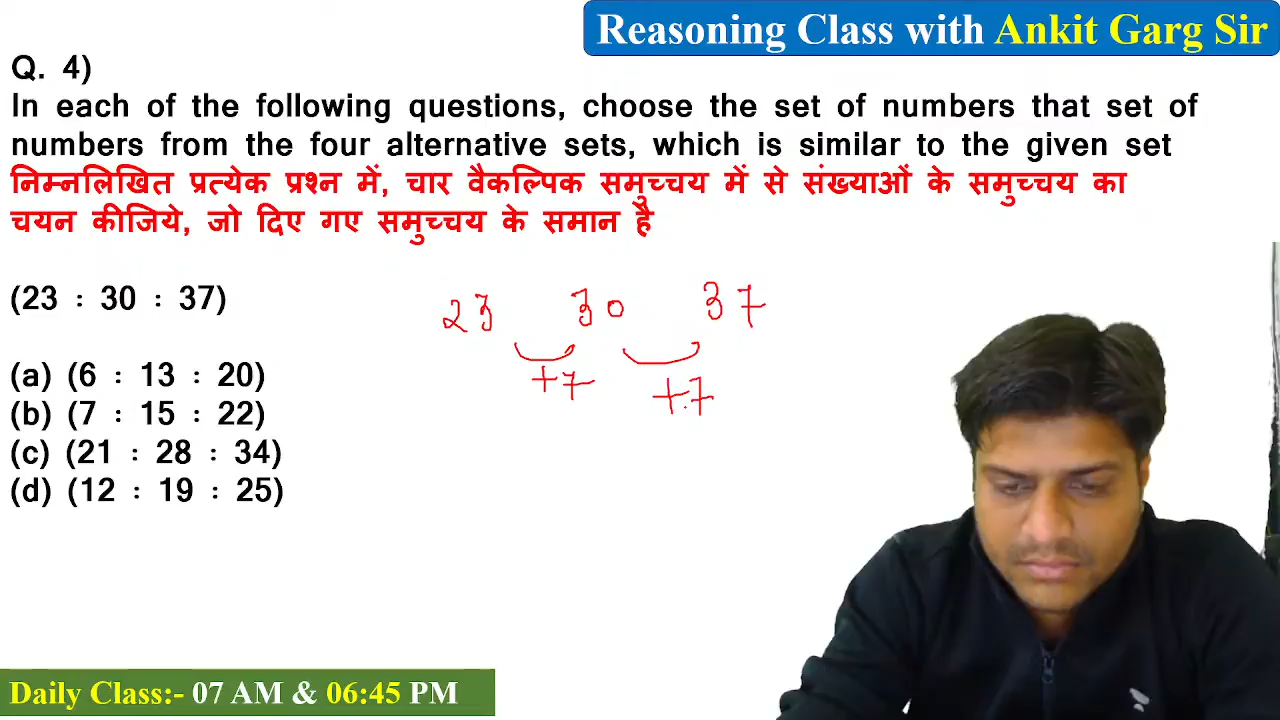 Reasoning Class with Ankit Garg Sir
Q. 4)
In each of the following questions, choose the set of numbers that set of
numbers from the four alternative sets, which is similar to the given set
निम्नलिखित प्रत्येक प्रश्न में, चार वैकल्पिक समुच्चय में से संख्याओं के समुच्चय का
चयन कीजिये, जो दिए गए समुच्चय के समान है
(23 : 30 : 37)
23 30 37
+7 +7
(a) (6 : 13 : 20)
(b) (7 : 15 : 22)
(c) (21 : 28 : 34)
(d) (12 : 19 : 25)
Daily Class:- 07 AM & 06:45 PM